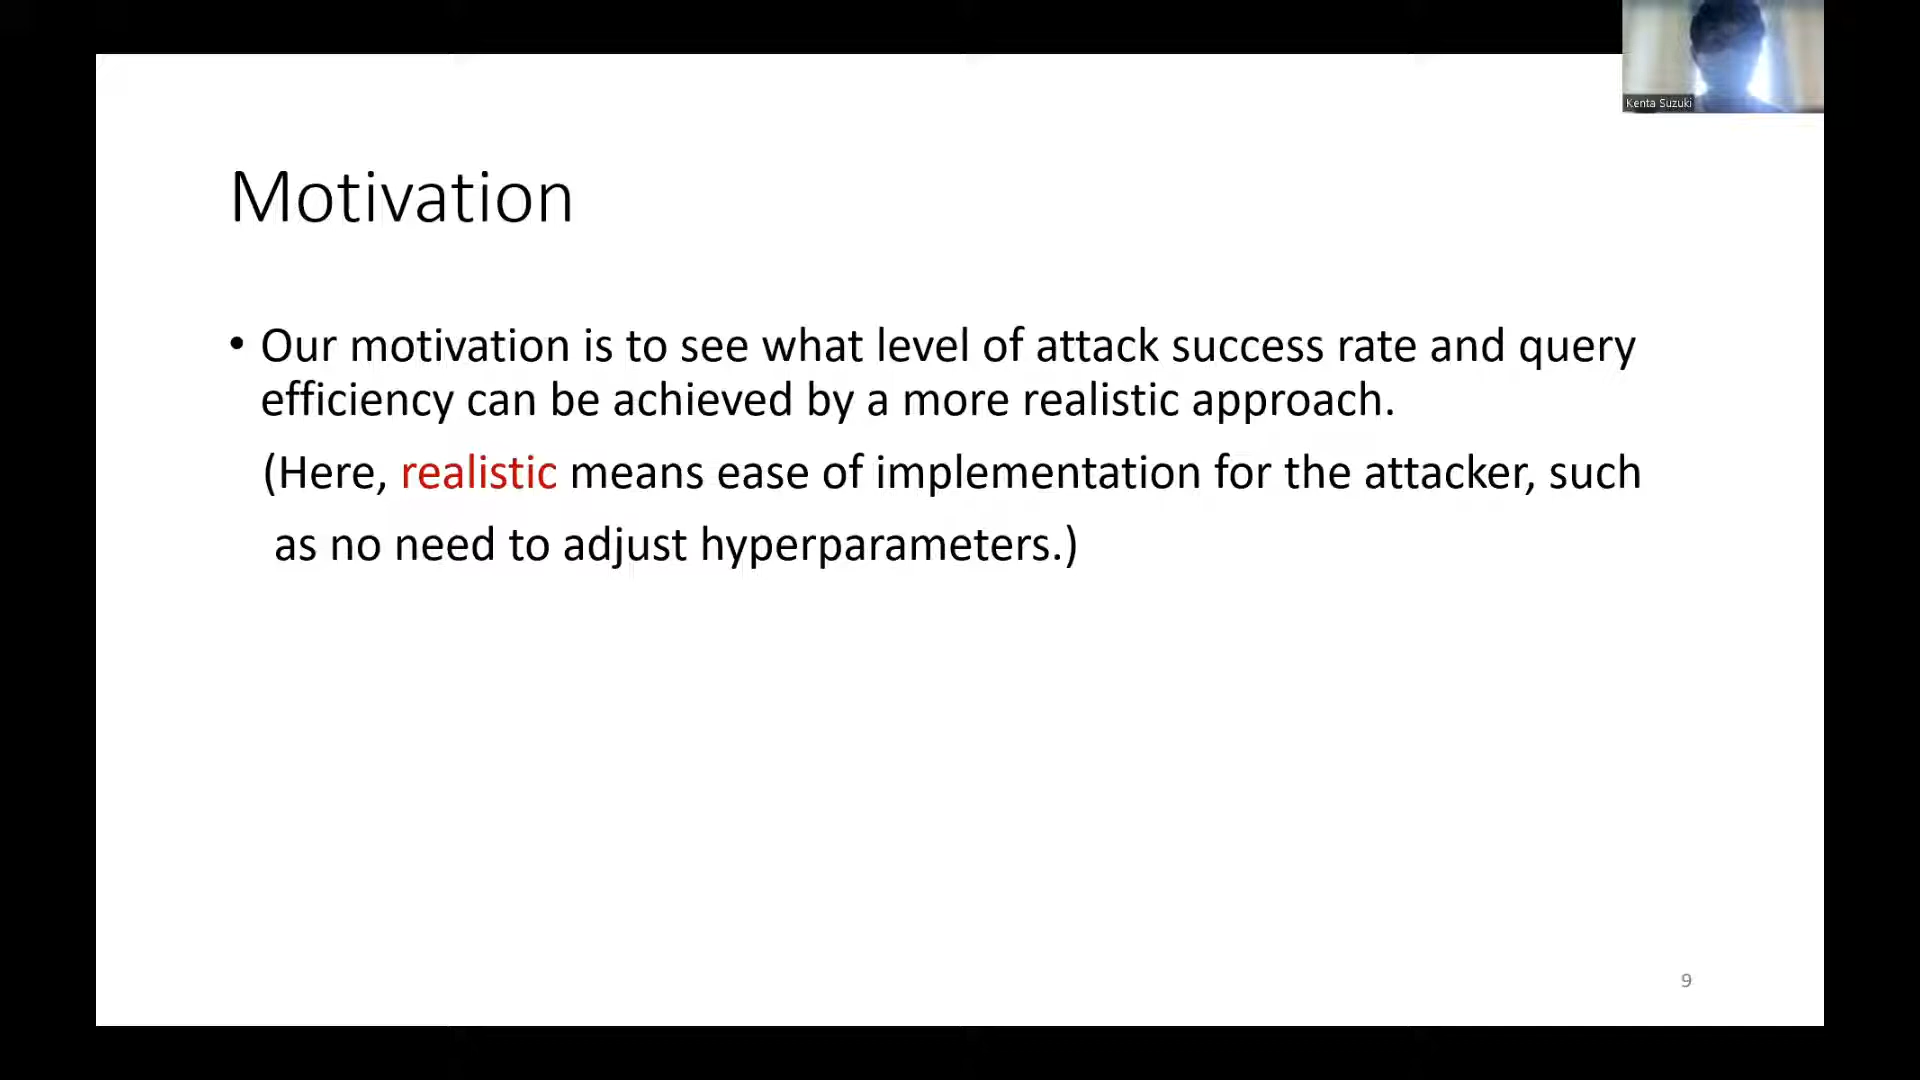 Kenta Suzuki
Motivation
• Our motivation is to see what level of attack success rate and query
efficiency can be achieved by a more realistic approach.
(Here, realistic means ease of implementation for the attacker, such
as no need to adjust hyperparameters.)
9